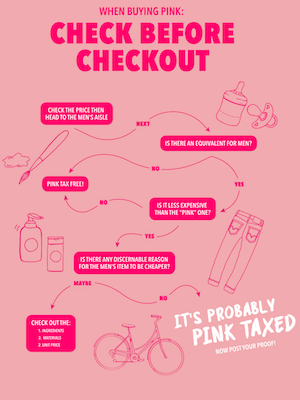 WHEN BUYING PINK:
CHECK BEFORE
CHECKOUT
CHECK THE PRICE THEN
HEAD TO THE MEN'S AISLE
NEXT
IS THERE AN EQUIVALENT FOR MEN?
NO
YES
PINK TAX FREE!
IS IT LESS EXPENSIVE
THAN THE "PINK" ONE?
NO
YES
IS THERE ANY DISCERNABLE REASON
FOR THE MEN'S ITEM TO BE CHEAPER?
MAYBE
NO
CHECK OUT THE:
1. INGREDIENTS
2. MATERIALS
2. UNIT PRICE
IT'S PROBABLY
PINK TAXED
NOW POST YOUR PROOF!